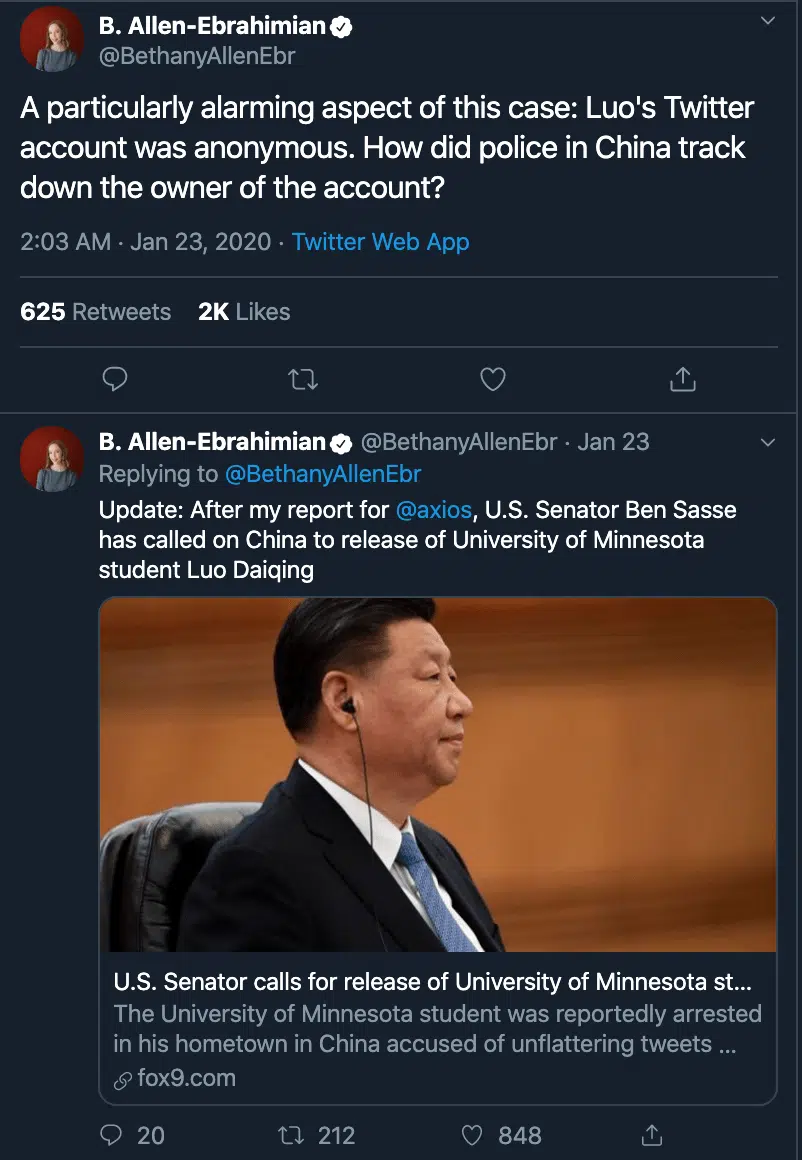 B. Allen-Ebrahimian
@BethanyAllenEbr
A particularly alarming aspect of this case: Luo's Twitter
account was anonymous. How did police in China track
down the owner of the account?
2:03 AM · Jan 23, 2020 · Twitter Web App
625 Retweets 2K Likes
B. Allen-Ebrahimian @BethanyAllenEbr · Jan 23
Replying to @BethanyAllenEbr
Update: After my report for @axios, U.S. Senator Ben Sasse
has called on China to release of University of Minnesota
student Luo Daiqing
U.S. Senator calls for release of University of Minnesota st...
The University of Minnesota student was reportedly arrested
in his hometown in China accused of unflattering tweets ...
fox9.com
20 212 848